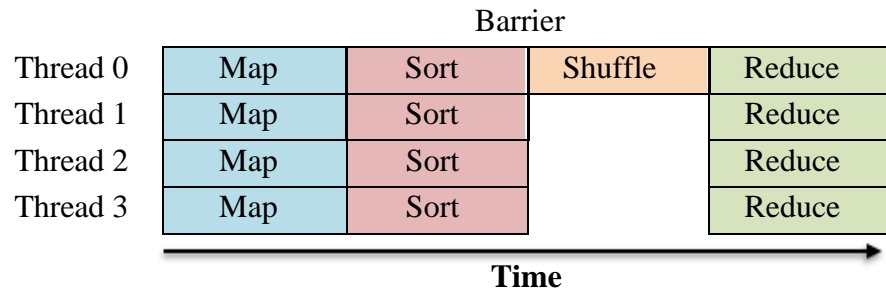 Barrier
Thread 0 Map Sort Shuffle Reduce
Thread 1 Map Sort Reduce
Thread 2 Map Sort Reduce
Thread 3 Map Sort Reduce
Time